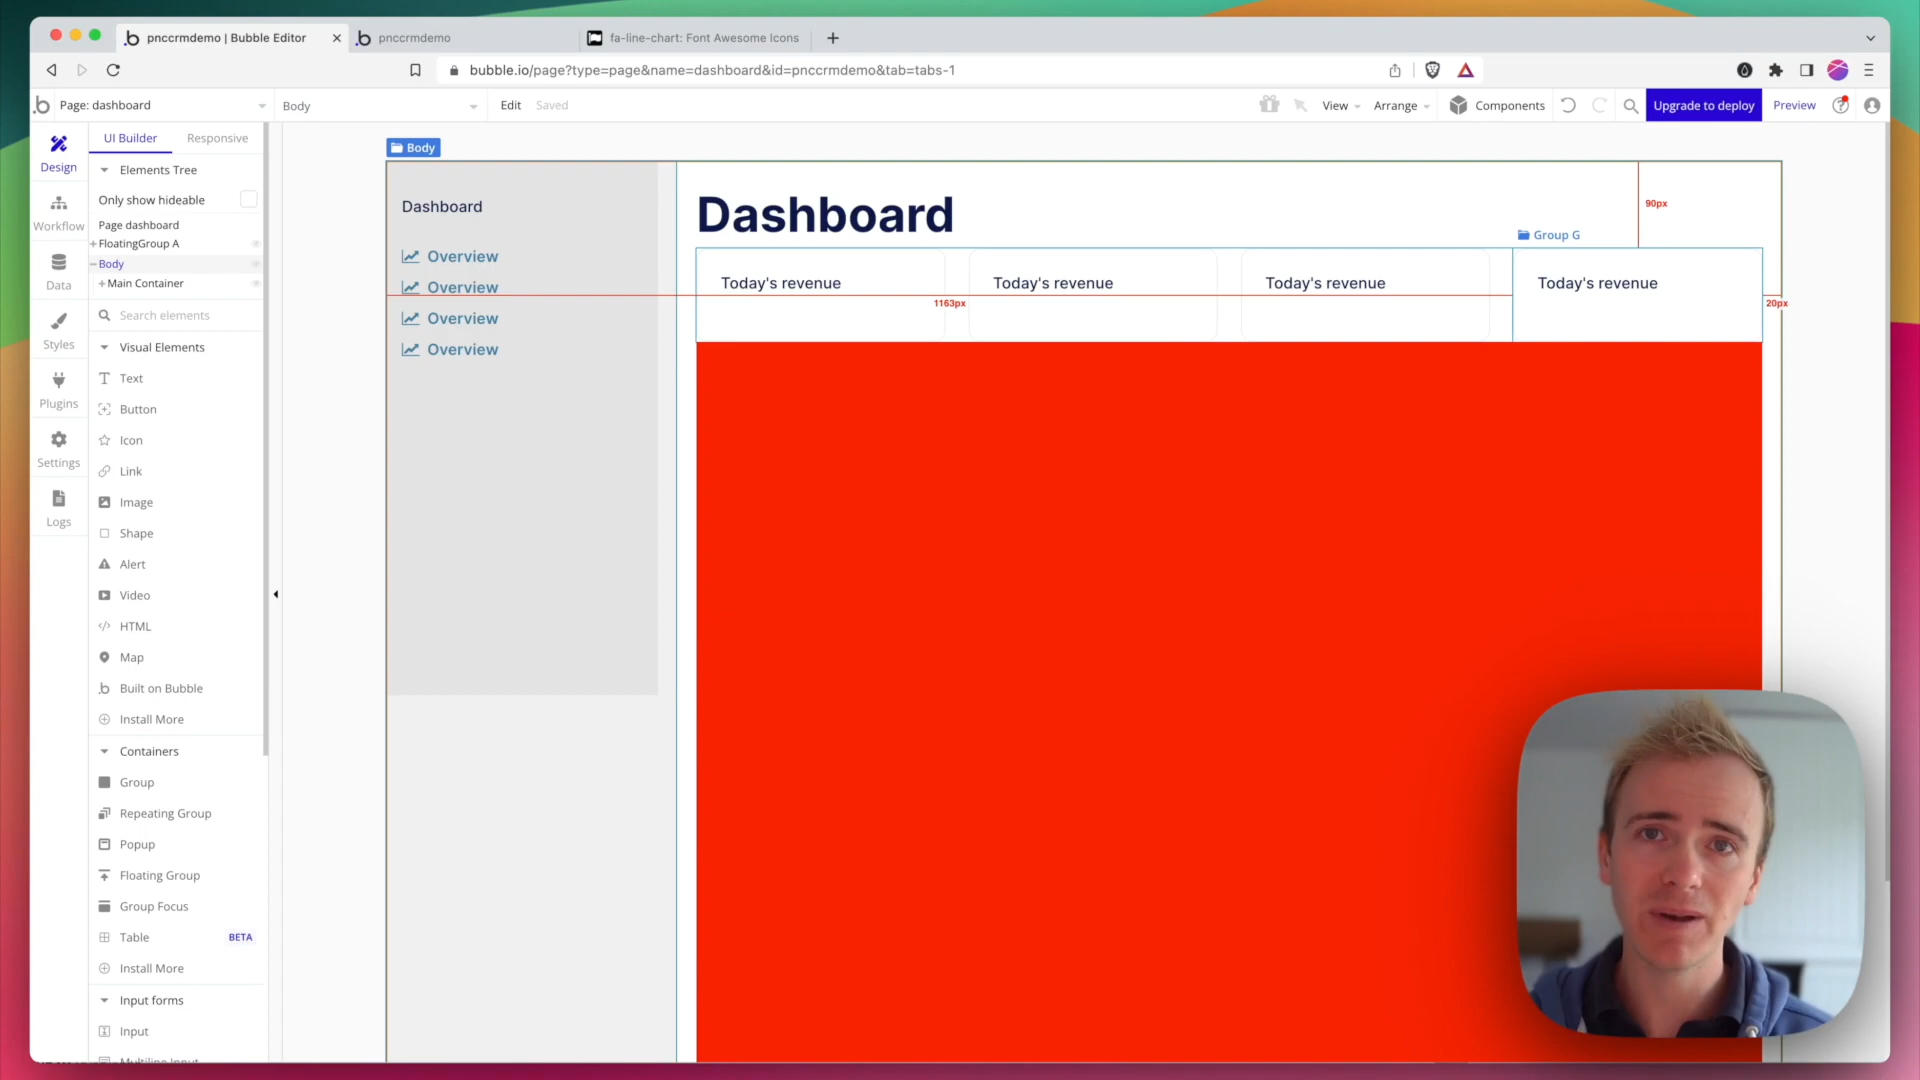 pnccrmdemo | Bubble Editor
pnccrmdemo
fa-line-chart: Font Awesome Icons
bubble.io/page?type=page&name=dashboard&id=pnccrmdemo&tab=tabs-1
Page: dashboard
Body
Edit
Saved
View
Arrange
Components
Upgrade to deploy
Preview
Design
Workflow
Data
Styles
Plugins
Settings
Logs
UI Builder
Responsive
Elements Tree
Only show hideable
Page dashboard
FloatingGroup A
Body
Main Container
Search elements
Visual Elements
Text
Button
Icon
Link
Image
Shape
Alert
Video
HTML
Map
Built on Bubble
Install More
Containers
Group
Repeating Group
Popup
Floating Group
Group Focus
Table BETA
Install More
Input forms
Input
Multiline Input
Body
Dashboard
Overview
Overview
Overview
Overview
Dashboard
90px
Group G
Today's revenue
Today's revenue
Today's revenue
Today's revenue
1163px
20px